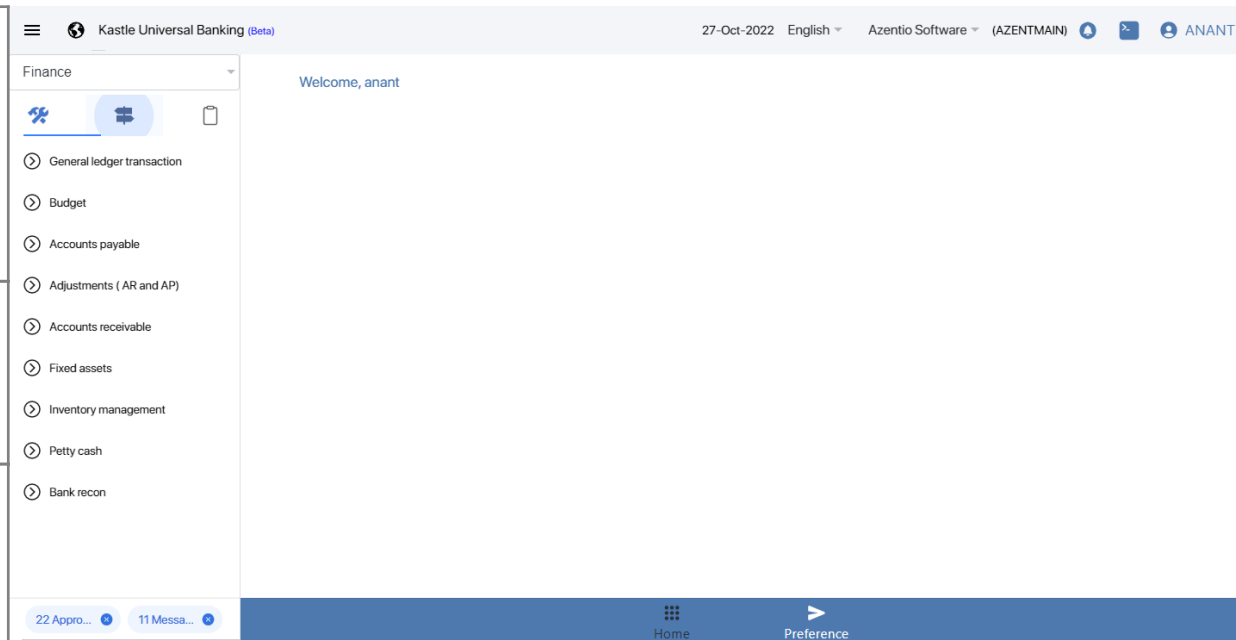 Kastle Universal Banking (Beta) 27-Oct-2022 English Azentio Software (AZENTMAIN) ANANT
Finance
Welcome, anant
General ledger transaction
Budget
Accounts payable
Adjustments ( AR and AP)
Accounts receivable
Fixed assets
Inventory management
Petty cash
Bank recon
22 Appro... 11 Messa...
Home Preference